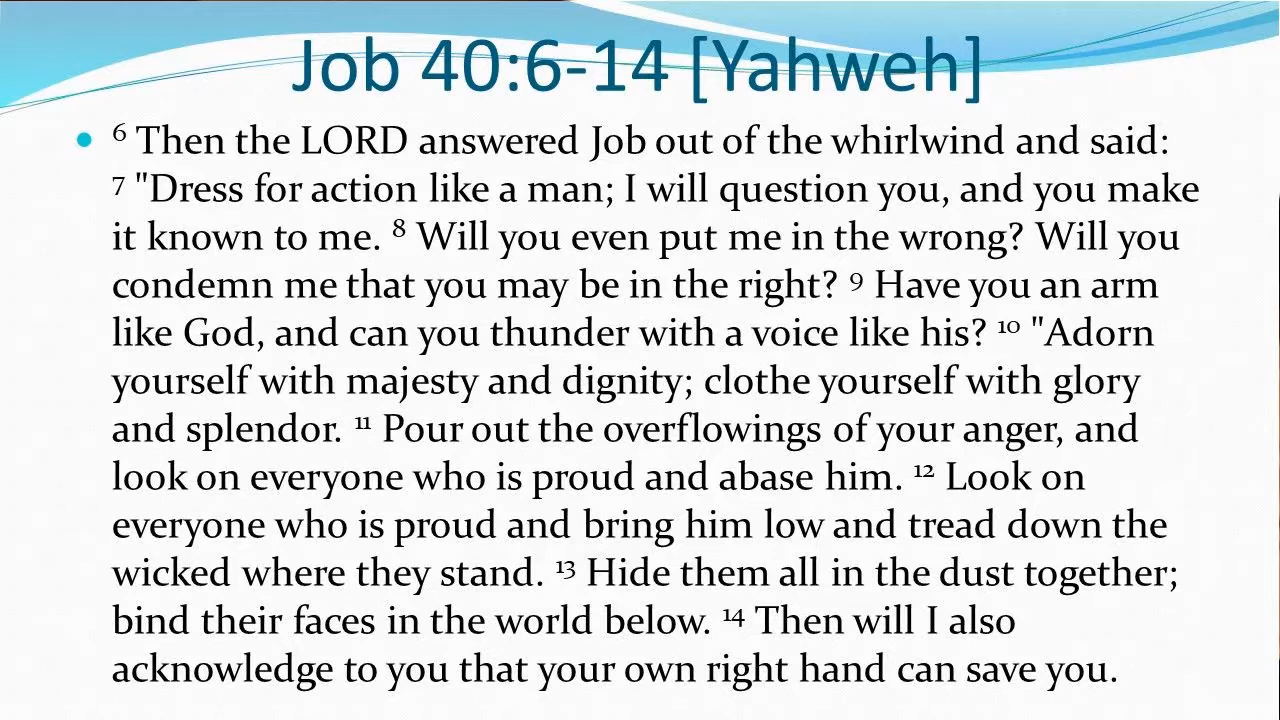 Job 40:6-14 [Yahweh]
• 6 Then the LORD answered Job out of the whirlwind and said:
7 "Dress for action like a man; I will question you, and you make
it known to me. 8 Will you even put me in the wrong? Will you
condemn me that you may be in the right? 9 Have you an arm
like God, and can you thunder with a voice like his? 10 "Adorn
yourself with majesty and dignity; clothe yourself with glory
and splendor. 11 Pour out the overflowings of your anger, and
look on everyone who is proud and abase him. 12 Look on
everyone who is proud and bring him low and tread down the
wicked where they stand. 13 Hide them all in the dust together;
bind their faces in the world below. 14 Then will I also
acknowledge to you that your own right hand can save you.